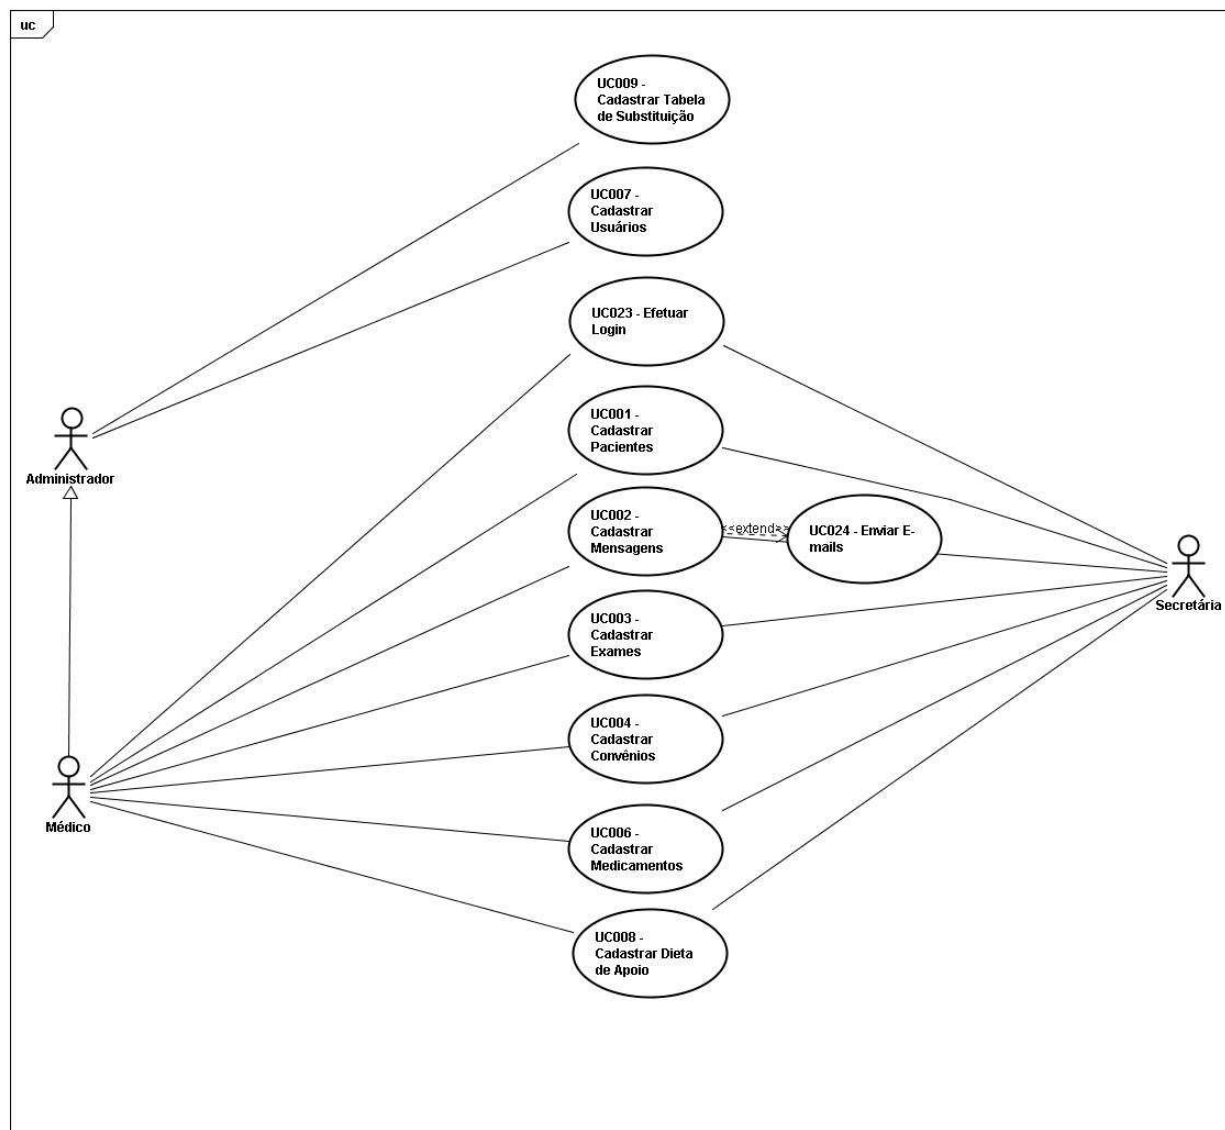 uc
UC009 -
Cadastrar Tabela
de Substituição
UC007 -
Cadastrar
Usuários
UC023 - Efetuar
Login
UC001 -
Cadastrar
Pacientes
Administrador
UC002 -
Cadastrar
Mensagens
<<extend>>
UC024 - Enviar E-
mails
Secretária
UC003 -
Cadastrar
Exames
UC004 -
Cadastrar
Convênios
Médico
UC006 -
Cadastrar
Medicamentos
UC008 -
Cadastrar Dieta
de Apoio